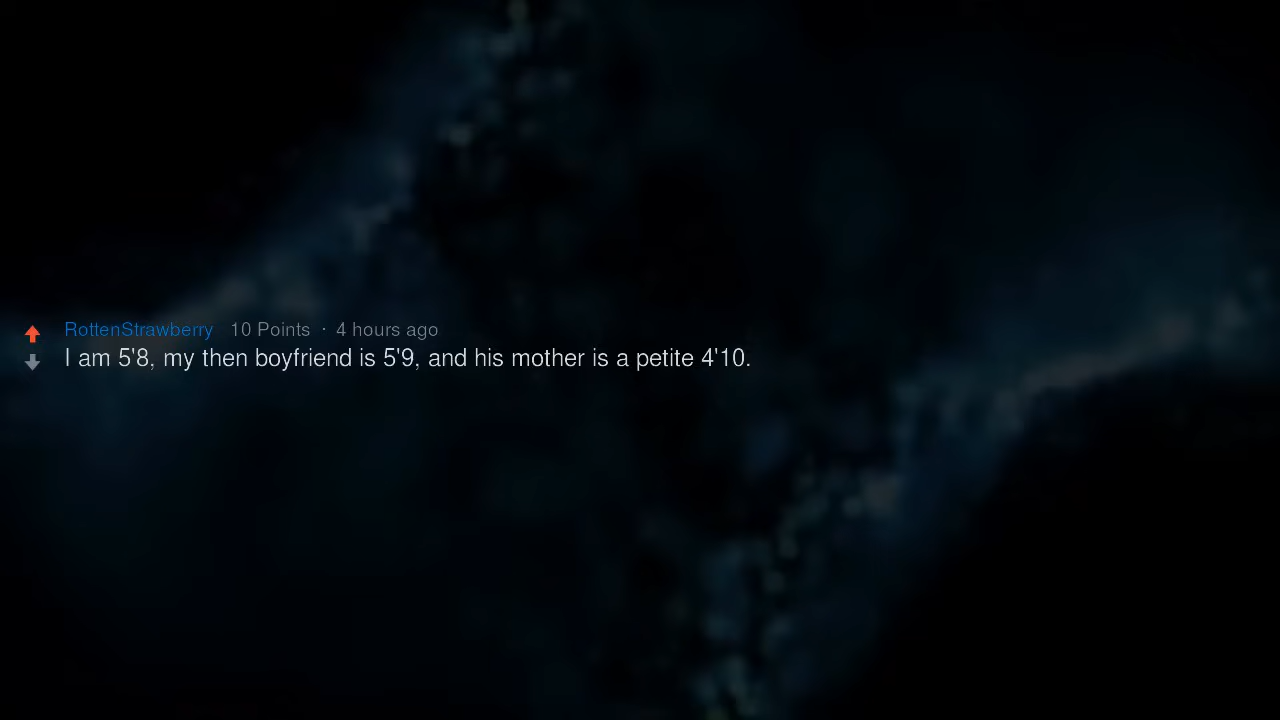 RottenStrawberry 10 Points · 4 hours ago
I am 5'8, my then boyfriend is 5'9, and his mother is a petite 4'10.